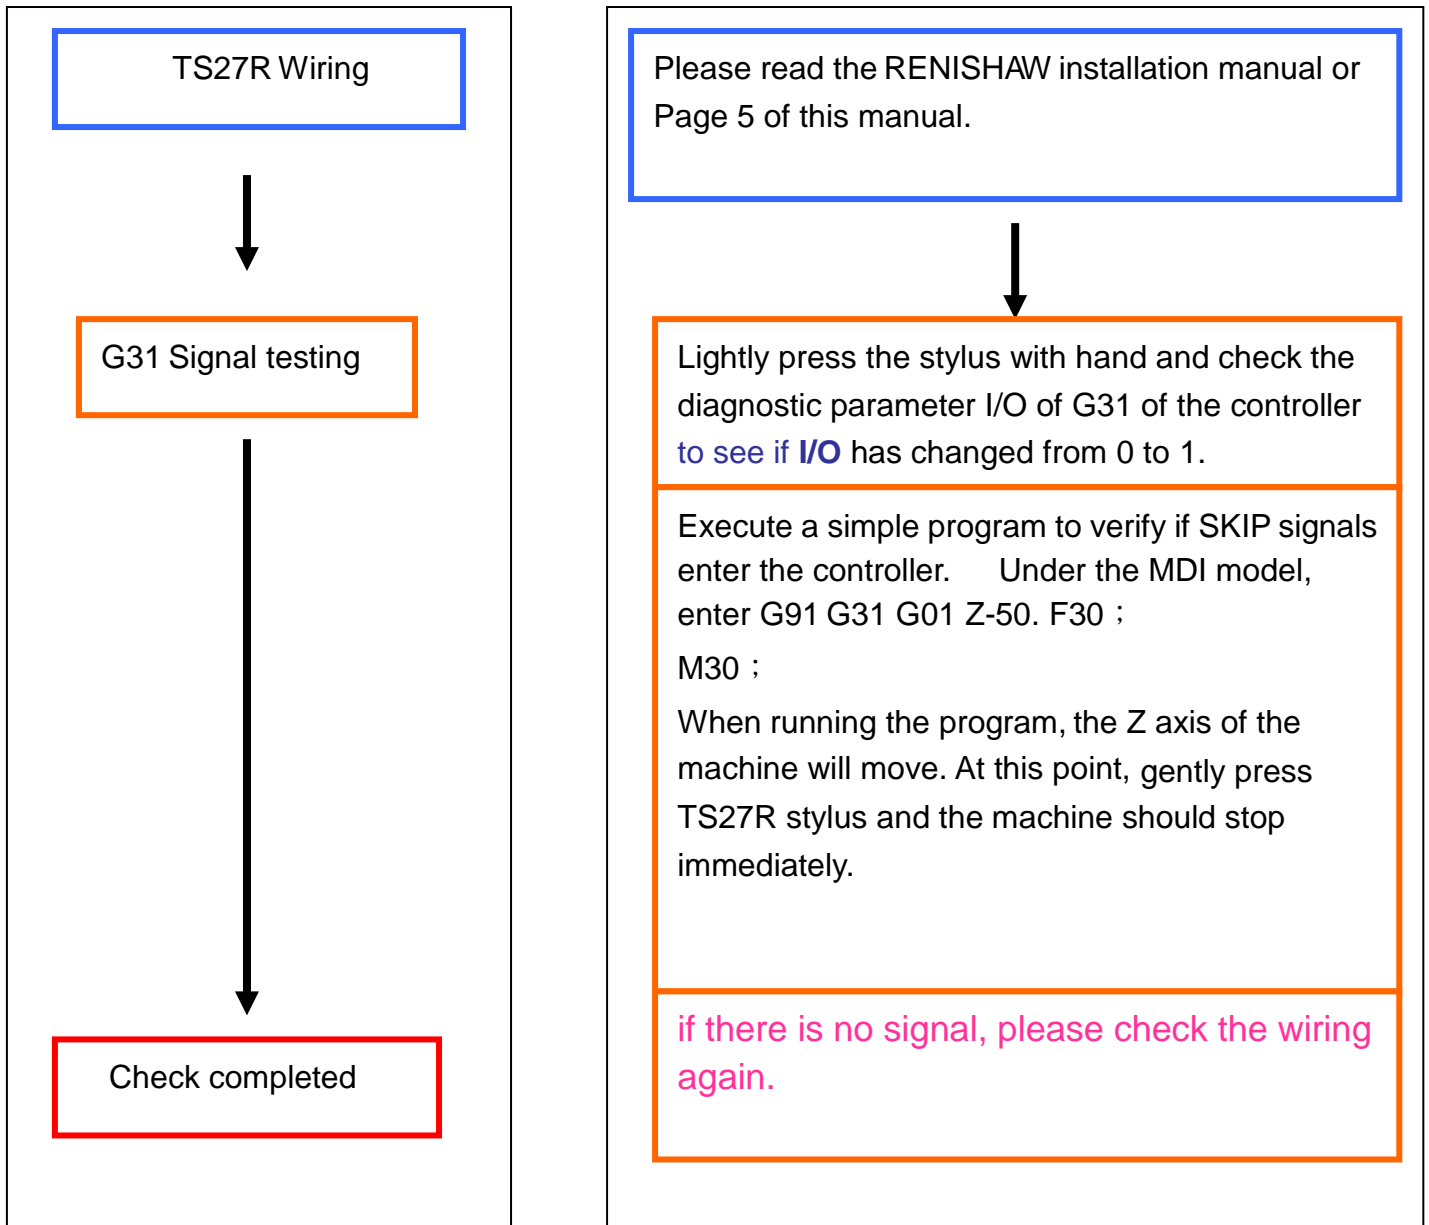 TS27R Wiring
G31 Signal testing
Check completed
Please read the RENISHAW installation manual or
Page 5 of this manual.
Lightly press the stylus with hand and check the
diagnostic parameter I/O of G31 of the controller
to see if I/O has changed from 0 to 1.
Execute a simple program to verify if SKIP signals
enter the controller. Under the MDI model,
enter G91 G31 G01 Z-50. F30；
M30；
When running the program, the Z axis of the
machine will move. At this point, gently press
TS27R stylus and the machine should stop
immediately.
if there is no signal, please check the wiring
again.